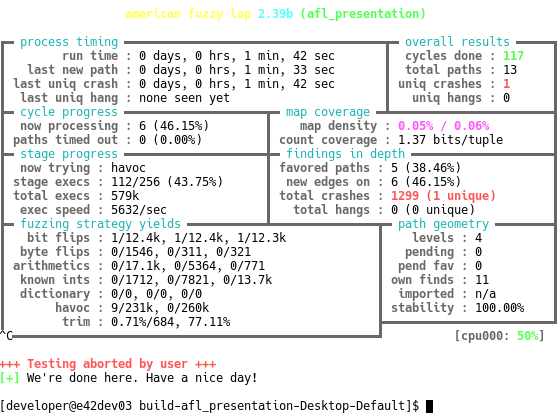 american fuzzy lop 2.39b (afl_presentation)
process timing
run time : 0 days, 0 hrs, 1 min, 42 sec
last new path : 0 days, 0 hrs, 1 min, 33 sec
last uniq crash : 0 days, 0 hrs, 1 min, 42 sec
last uniq hang : none seen yet
overall results
cycles done : 117
total paths : 13
uniq crashes : 1
uniq hangs : 0
cycle progress
now processing : 6 (46.15%)
paths timed out : 0 (0.00%)
map coverage
map density : 0.05% / 0.06%
count coverage : 1.37 bits/tuple
stage progress
now trying : havoc
stage execs : 112/256 (43.75%)
total execs : 579k
exec speed : 5632/sec
findings in depth
favored paths : 5 (38.46%)
new edges on : 6 (46.15%)
total crashes : 1299 (1 unique)
total hangs : 0 (0 unique)
fuzzing strategy yields
bit flips : 1/12.4k, 1/12.4k, 1/12.3k
byte flips : 0/1546, 0/311, 0/321
arithmetics : 0/17.1k, 0/5364, 0/771
known ints : 0/1712, 0/7821, 0/13.7k
dictionary : 0/0, 0/0, 0/0
havoc : 9/231k, 0/260k
trim : 0.71%/684, 77.11%
path geometry
levels : 4
pending : 0
pend fav : 0
own finds : 11
imported : n/a
stability : 100.00%
^C
[cpu000: 50%]
+++ Testing aborted by user +++
[+] We're done here. Have a nice day!
[developer@e42dev03 build-afl_presentation-Desktop-Default]$